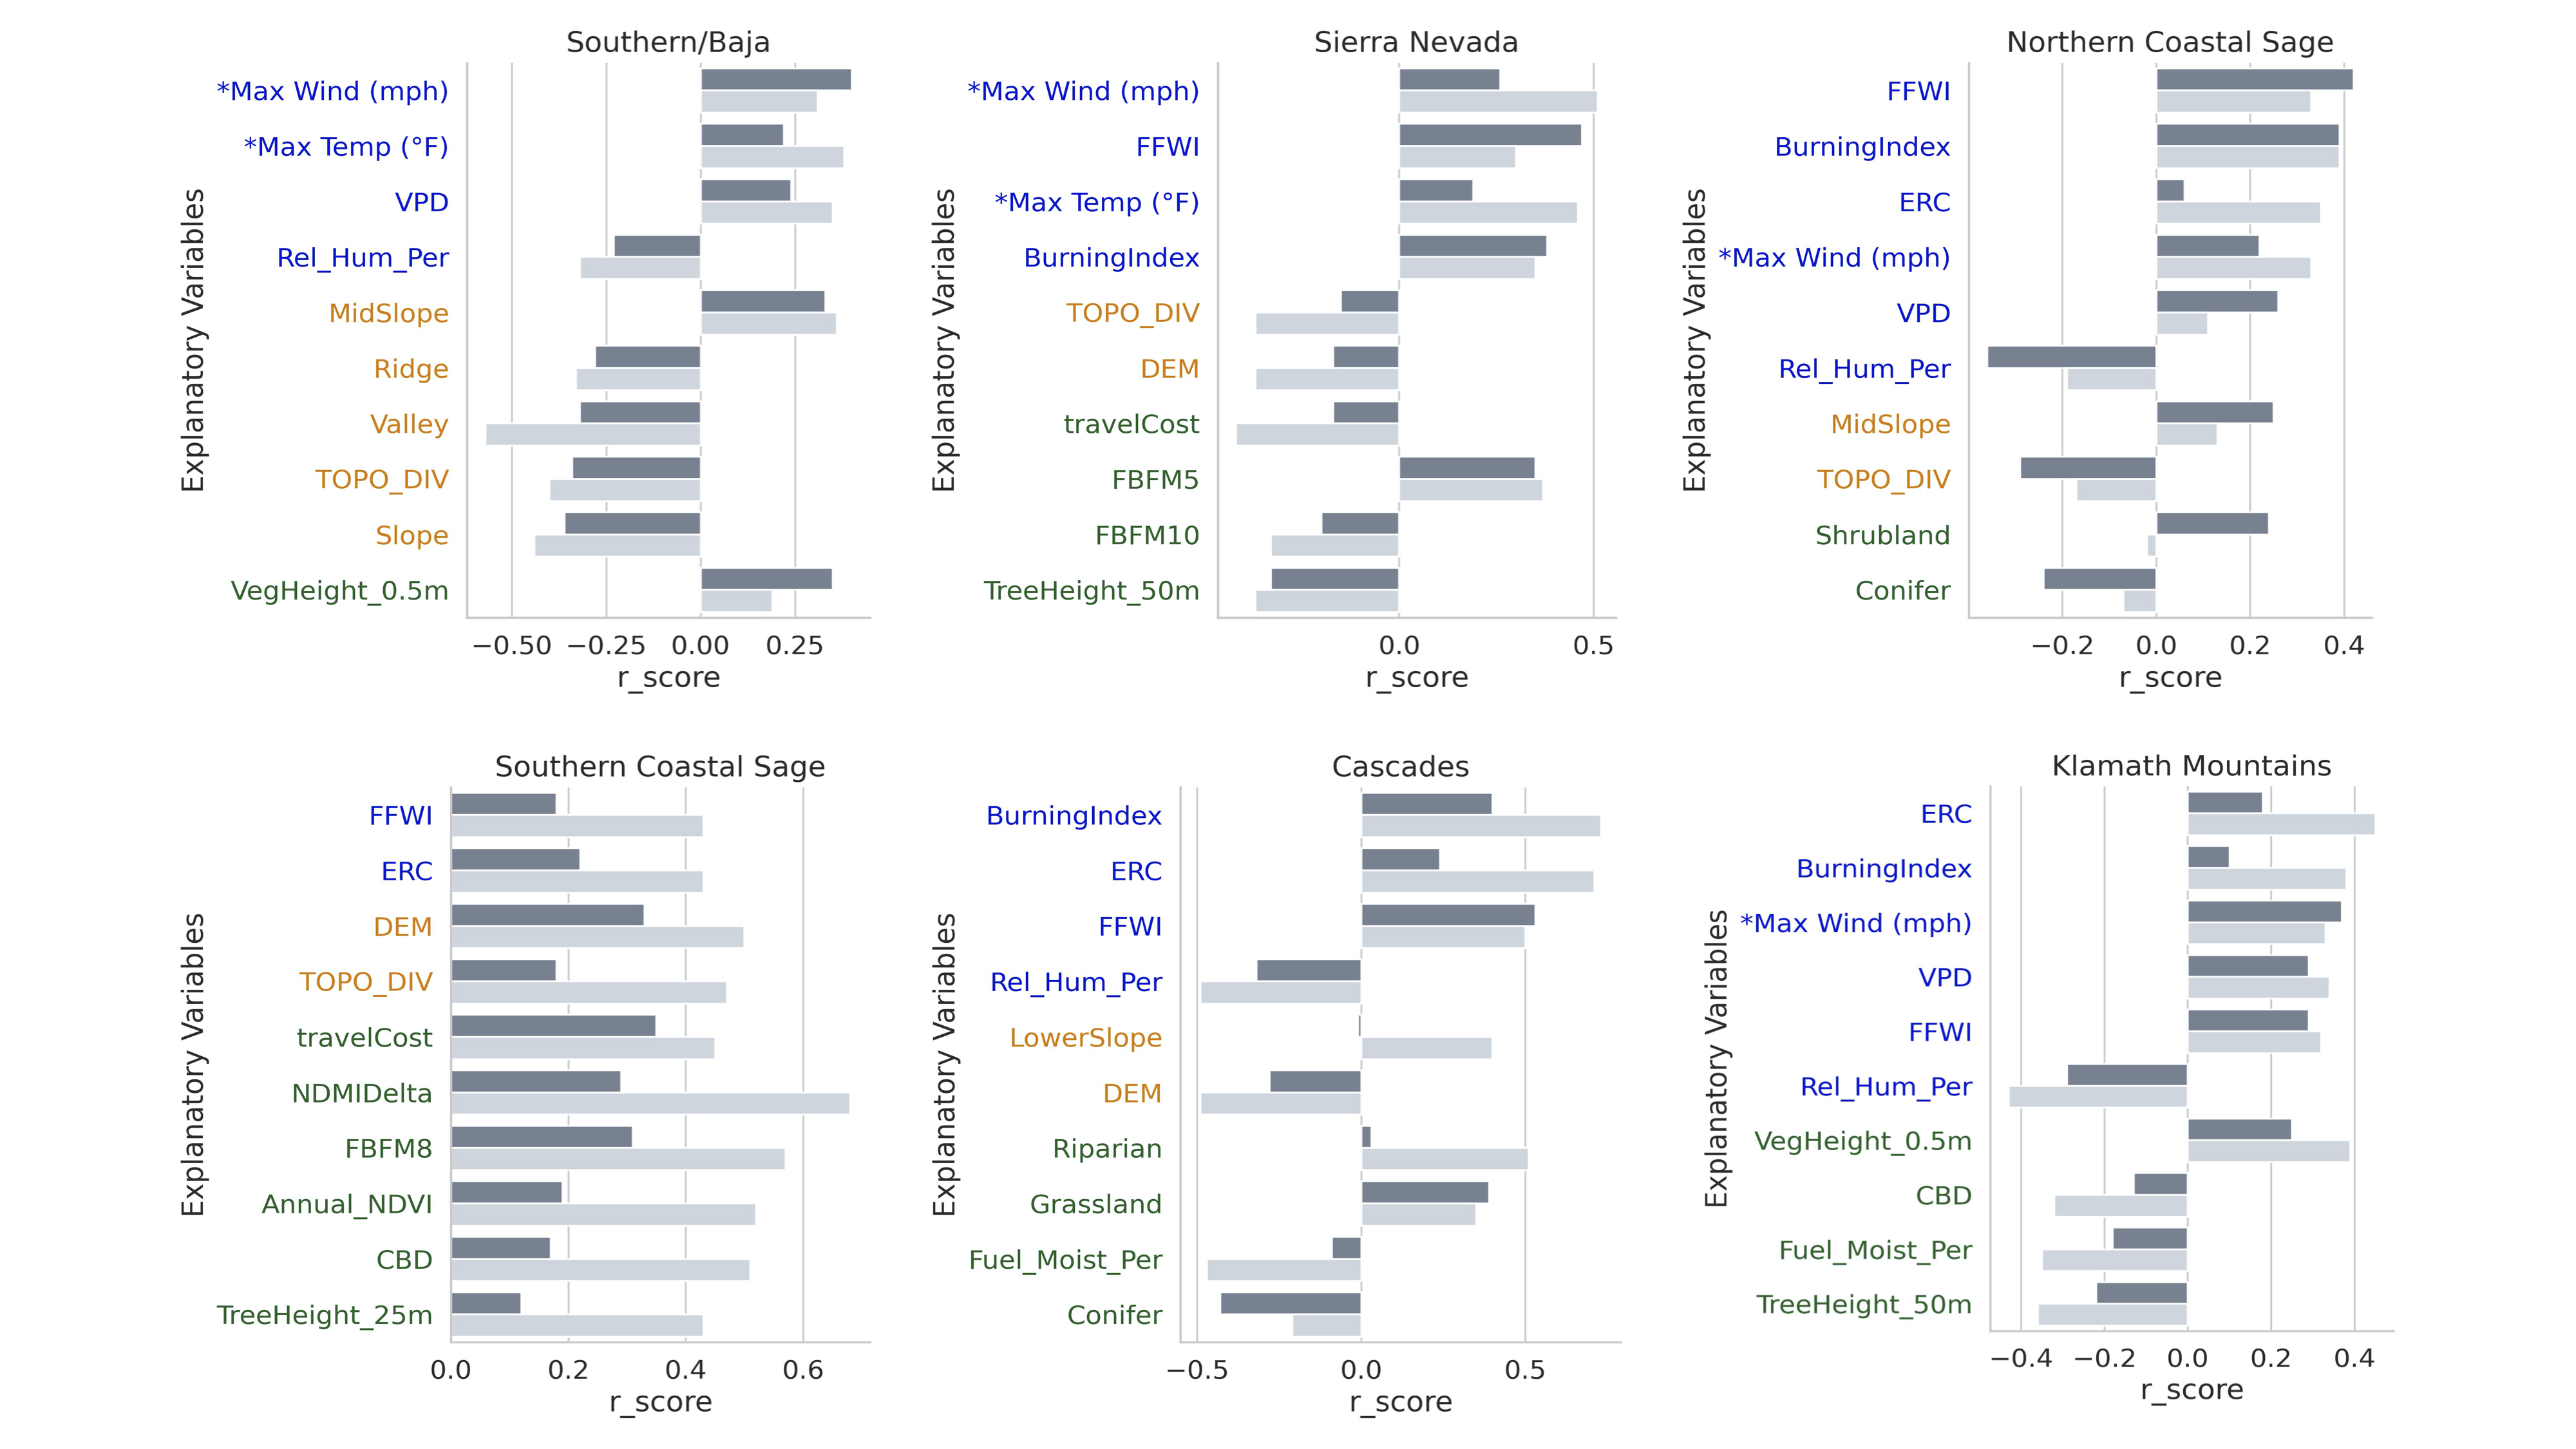 Southern/Baja
Explanatory Variables
*Max Wind (mph)
*Max Temp (°F)
VPD
Rel_Hum_Per
MidSlope
Ridge
Valley
TOPO_DIV
Slope
VegHeight_0.5m
−0.50 −0.25 0.00 0.25
r_score
Sierra Nevada
Explanatory Variables
*Max Wind (mph)
FFWI
*Max Temp (°F)
BurningIndex
TOPO_DIV
DEM
travelCost
FBFM5
FBFM10
TreeHeight_50m
0.0 0.5
r_score
Northern Coastal Sage
Explanatory Variables
FFWI
BurningIndex
ERC
*Max Wind (mph)
VPD
Rel_Hum_Per
MidSlope
TOPO_DIV
Shrubland
Conifer
−0.2 0.0 0.2 0.4
r_score
Southern Coastal Sage
Explanatory Variables
FFWI
ERC
DEM
TOPO_DIV
travelCost
NDMIDelta
FBFM8
Annual_NDVI
CBD
TreeHeight_25m
0.0 0.2 0.4 0.6
r_score
Cascades
Explanatory Variables
BurningIndex
ERC
FFWI
Rel_Hum_Per
LowerSlope
DEM
Riparian
Grassland
Fuel_Moist_Per
Conifer
−0.5 0.0 0.5
r_score
Klamath Mountains
Explanatory Variables
ERC
BurningIndex
*Max Wind (mph)
VPD
FFWI
Rel_Hum_Per
VegHeight_0.5m
CBD
Fuel_Moist_Per
TreeHeight_50m
−0.4 −0.2 0.0 0.2 0.4
r_score